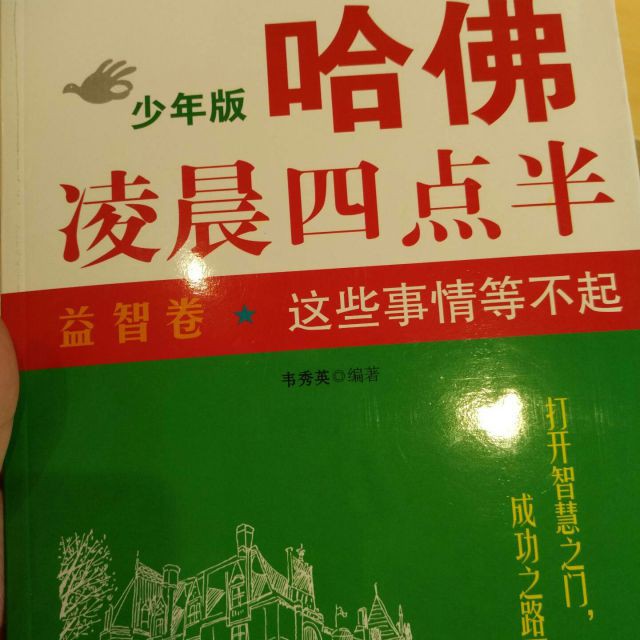 少年版
哈佛
凌晨四点半
益智卷 ★ 这些事情等不起
韦秀英◎编著
打开智慧之门，
成功之路